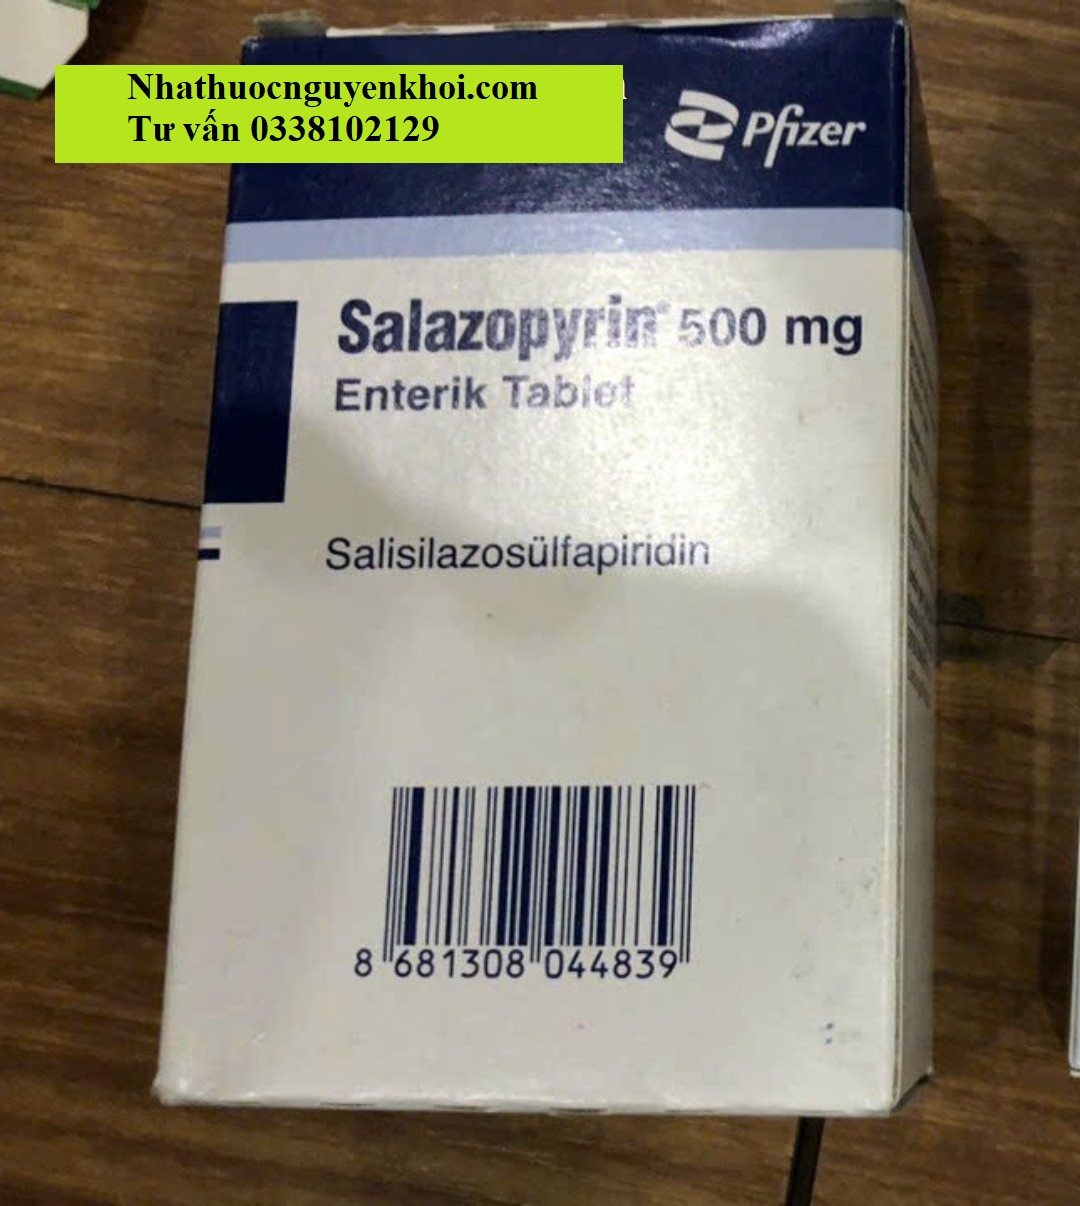 Nhathuocnguyenkhoi.com
Tư vấn 0338102129
Pfizer
Salazopyrin® 500 mg
Enterik Tablet
Salisilazosülfapiridin
8 681308 044839